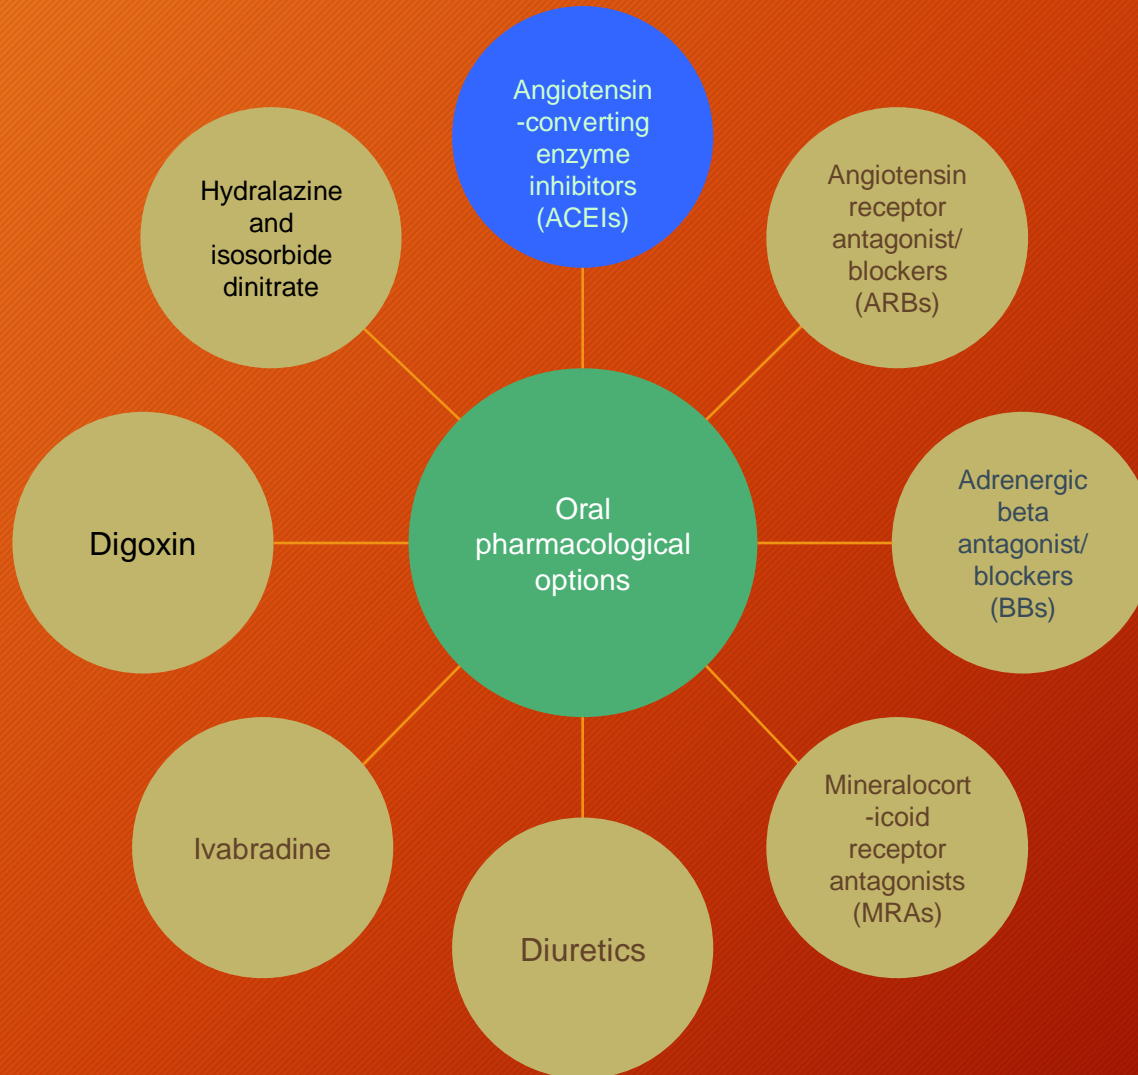 Angiotensin
-converting
enzyme
inhibitors
(ACEIs)
Angiotensin
receptor
antagonist/
blockers
(ARBs)
Adrenergic
beta
antagonist/
blockers
(BBs)
Mineralocort
-icoid
receptor
antagonists
(MRAs)
Diuretics
Ivabradine
Digoxin
Hydralazine
and
isosorbide
dinitrate
Oral
pharmacological
options